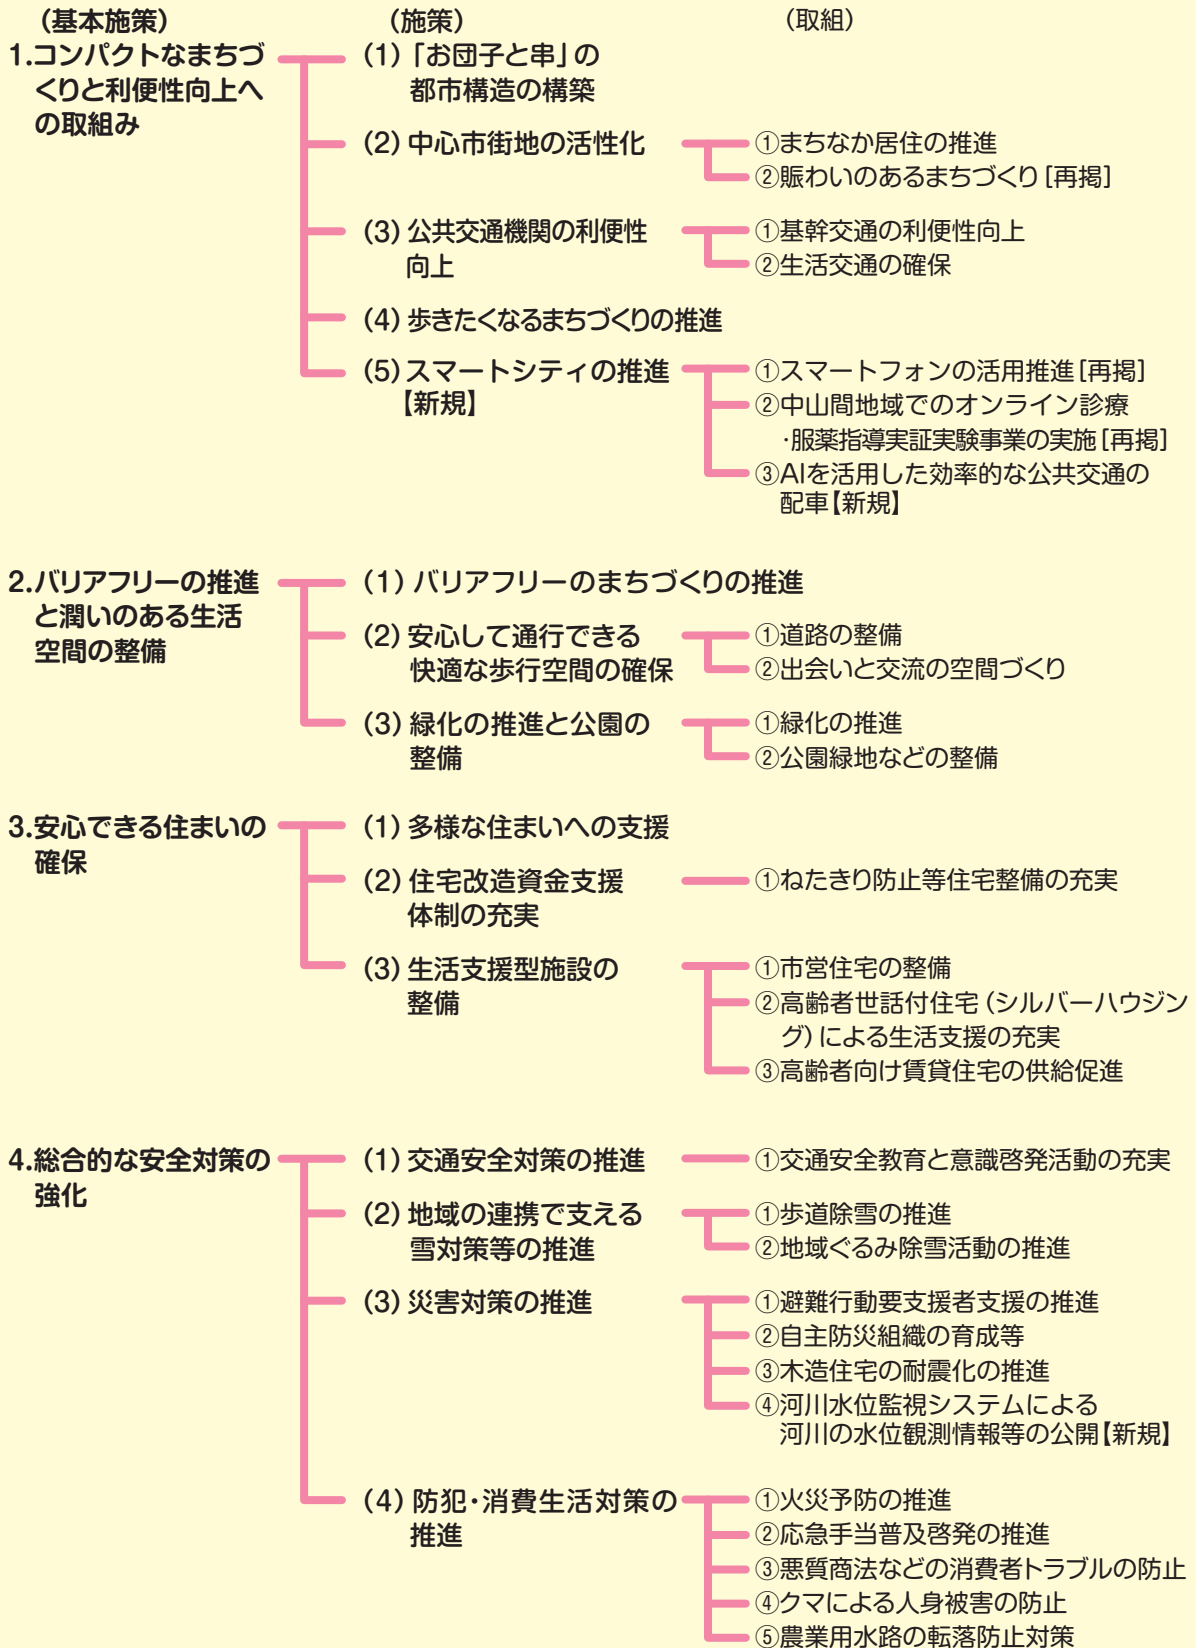 （基本施策）　（施策）　（取組）
1.コンパクトなまちづ
くりと利便性向上へ
の取組み
（1）「お団子と串」の
都市構造の構築
（2）中心市街地の活性化
①まちなか居住の推進
②賑わいのあるまちづくり［再掲］
（3）公共交通機関の利便性
向上
①基幹交通の利便性向上
②生活交通の確保
（4）歩きたくなるまちづくりの推進
（5）スマートシティの推進
【新規】
①スマートフォンの活用推進［再掲］
②中山間地域でのオンライン診療
・服薬指導実証実験事業の実施［再掲］
③AIを活用した効率的な公共交通の
配車【新規】
2.バリアフリーの推進
と潤いのある生活
空間の整備
（1）バリアフリーのまちづくりの推進
（2）安心して通行できる
快適な歩行空間の確保
①道路の整備
②出会いと交流の空間づくり
（3）緑化の推進と公園の
整備
①緑化の推進
②公園緑地などの整備
3.安心できる住まいの
確保
（1）多様な住まいへの支援
（2）住宅改造資金支援
体制の充実
①ねたきり防止等住宅整備の充実
（3）生活支援型施設の
整備
①市営住宅の整備
②高齢者世話付住宅（シルバーハウジン
グ）による生活支援の充実
③高齢者向け賃貸住宅の供給促進
4.総合的な安全対策の
強化
（1）交通安全対策の推進
①交通安全教育と意識啓発活動の充実
（2）地域の連携で支える
雪対策等の推進
①歩道除雪の推進
②地域ぐるみ除雪活動の推進
（3）災害対策の推進
①避難行動要支援者支援の推進
②自主防災組織の育成等
③木造住宅の耐震化の推進
④河川水位監視システムによる
河川の水位観測情報等の公開【新規】
（4）防犯・消費生活対策の
推進
①火災予防の推進
②応急手当普及啓発の推進
③悪質商法などの消費者トラブルの防止
④クマによる人身被害の防止
⑤農業用水路の転落防止対策